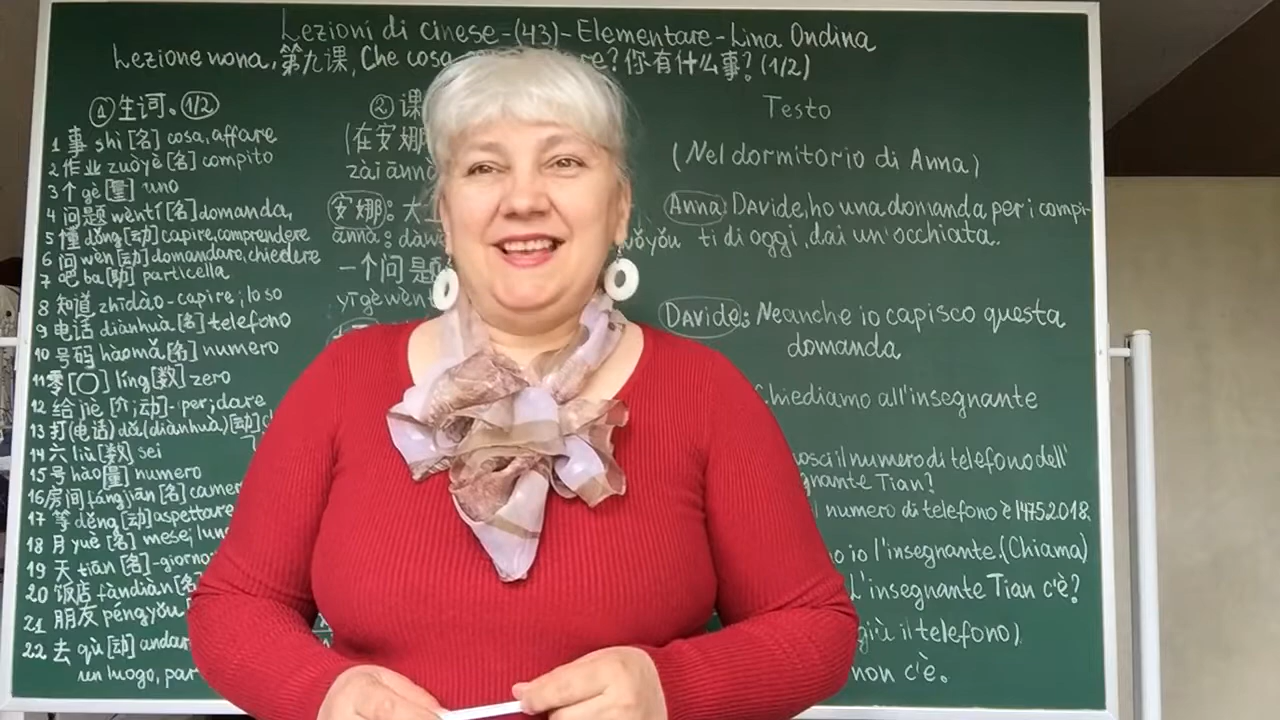 Lezioni di cinese-(43)-Elementare-Lina Ondina
Lezione nona, 第九课, Che cosa re? 你有什么事? (1/2)
① 生词。 1/2
1 事 shì [名] cosa, affare
2 作业 zuòyè [名] compito
3 个 gè [量] uno
4 问题 wèntí [名] domanda,
5 懂 dǒng [动] capire, comprendere
6 问 wèn [动] domandare, chiedere
7 吧 ba [助] particella
8 知道 zhīdào - capire; lo so
9 电话 diànhuà [名] telefono
10 号码 hàomǎ [名] numero
11 零 [〇] líng [数] zero
12 给 jiè [介; 动] - per; dare
13 打(电话) dǎ (diànhuà) [动]
14 六 liù [数] sei
15 号 hào [量] numero
16 房间 fángjiān [名] camer
17 等 děng [动] aspettare
18 月 yuè [名] mese; lun
19 天 tiān [名] - giorno
20 饭店 fàndiàn [名
21 朋友 péngyǒu
22 去 qù [动] andar
un luogo, par
② 课
(在安娜
zài ānnà
安娜: 大
ānnà: dàw wǒyǒu
一个问题
yīgèwèn
Testo
(Nel dormitorio di Anna)
Anna: Davide, ho una domanda per i compi-
ti di oggi, dai un'occhiata.
Davide: Neanche io capisco questa
domanda
hiediamo all'insegnante
osci il numero di telefono dell'
gnante Tian?
l numero di telefono è 14752018.
o io l'insegnante. (Chiama)
L'insegnante Tian c'è?
giù il telefono)
non c'è.